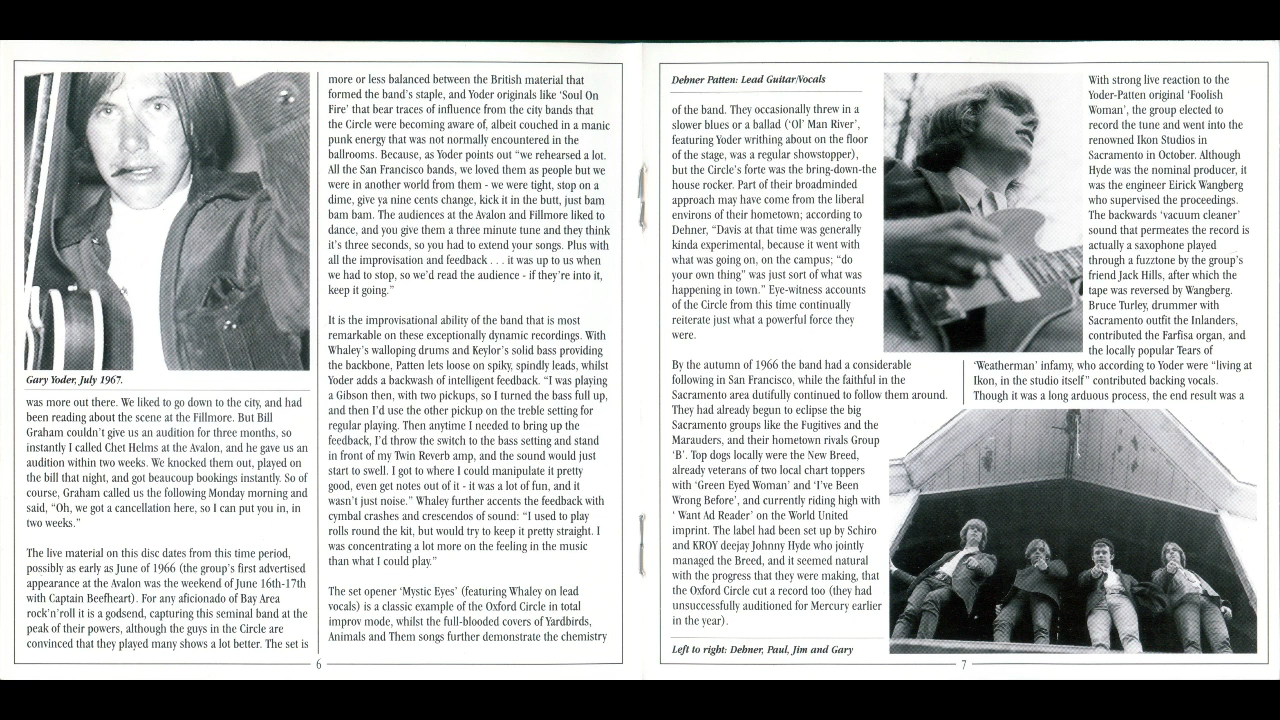 Gary Yoder, July 1967.
was more out there. We liked to go down to the city, and had
been reading about the scene at the Fillmore. But Bill
Graham couldn't give us an audition for three months, so
instantly I called Chet Helms at the Avalon, and he gave us an
audition within two weeks. We knocked them out, played on
the bill that night, and got beaucoup bookings instantly. So of
course, Graham called us the following Monday morning and
said, “Oh, we got a cancellation here, so I can put you in, in
two weeks.”
The live material on this disc dates from this time period,
possibly as early as June of 1966 (the group's first advertised
appearance at the Avalon was the weekend of June 16th-17th
with Captain Beefheart). For any aficionado of Bay Area
rock'n'roll it is a godsend, capturing this seminal band at the
peak of their powers, although the guys in the Circle are
convinced that they played many shows a lot better. The set is
more or less balanced between the British material that
formed the band's staple, and Yoder originals like ‘Soul On
Fire’ that bear traces of influence from the city bands that
the Circle were becoming aware of, albeit couched in a manic
punk energy that was not normally encountered in the
ballrooms. Because, as Yoder points out “we rehearsed a lot.
All the San Francisco bands, we loved them as people but we
were in another world from them - we were tight, stop on a
dime, give ya nine cents change, kick it in the butt, just bam
bam bam. The audiences at the Avalon and Fillmore liked to
dance, and you give them a three minute tune and they think
it's three seconds, so you had to extend your songs. Plus with
all the improvisation and feedback . . . it was up to us when
we had to stop, so we'd read the audience - if they're into it,
keep it going.”
It is the improvisational ability of the band that is most
remarkable on these exceptionally dynamic recordings. With
Whaley's walloping drums and Keylor's solid bass providing
the backbone, Patten lets loose on spiky, spindly leads, whilst
Yoder adds a backwash of intelligent feedback. “I was playing
a Gibson then, with two pickups, so I turned the bass full up,
and then I'd use the other pickup on the treble setting for
regular playing. Then anytime I needed to bring up the
feedback, I'd throw the switch to the bass setting and stand
in front of my Twin Reverb amp, and the sound would just
start to swell. I got to where I could manipulate it pretty
good, even get notes out of it - it was a lot of fun, and it
wasn't just noise.” Whaley further accents the feedback with
cymbal crashes and crescendos of sound: “I used to play
rolls round the kit, but would try to keep it pretty straight. I
was concentrating a lot more on the feeling in the music
than what I could play.”
The set opener ‘Mystic Eyes’ (featuring Whaley on lead
vocals) is a classic example of the Oxford Circle in total
improv mode, whilst the full-blooded covers of Yardbirds,
Animals and Them songs further demonstrate the chemistry
6
Dehner Patten: Lead Guitar/Vocals
of the band. They occasionally threw in a
slower blues or a ballad (‘Ol’ Man River’,
featuring Yoder writhing about on the floor
of the stage, was a regular showstopper),
but the Circle's forte was the bring-down-the
house rocker. Part of their broadminded
approach may have come from the liberal
environs of their hometown; according to
Dehner, “Davis at that time was generally
kinda experimental, because it went with
what was going on, on the campus; “do
your own thing” was just sort of what was
happening in town.” Eye-witness accounts
of the Circle from this time continually
reiterate just what a powerful force they
were.
By the autumn of 1966 the band had a considerable
following in San Francisco, while the faithful in the
Sacramento area dutifully continued to follow them around.
They had already begun to eclipse the big
Sacramento groups like the Fugitives and the
Marauders, and their hometown rivals Group
‘B’. Top dogs locally were the New Breed,
already veterans of two local chart toppers
with ‘Green Eyed Woman’ and ‘I've Been
Wrong Before’, and currently riding high with
‘ Want Ad Reader’ on the World United
imprint. The label had been set up by Schiro
and KROY deejay Johnny Hyde who jointly
managed the Breed, and it seemed natural
with the progress that they were making, that
the Oxford Circle cut a record too (they had
unsuccessfully auditioned for Mercury earlier
in the year).
Left to right: Dehner, Paul, Jim and Gary
With strong live reaction to the
Yoder-Patten original ‘Foolish
Woman’, the group elected to
record the tune and went into the
renowned Ikon Studios in
Sacramento in October. Although
Hyde was the nominal producer, it
was the engineer Eirick Wangberg
who supervised the proceedings.
The backwards ‘vacuum cleaner’
sound that permeates the record is
actually a saxophone played
through a fuzztone by the group's
friend Jack Hills, after which the
tape was reversed by Wangberg.
Bruce Turley, drummer with
Sacramento outfit the Inlanders,
contributed the Farfisa organ, and
the locally popular Tears of
‘Weatherman’ infamy, who according to Yoder were “living at
Ikon, in the studio itself” contributed backing vocals.
Though it was a long arduous process, the end result was a
7